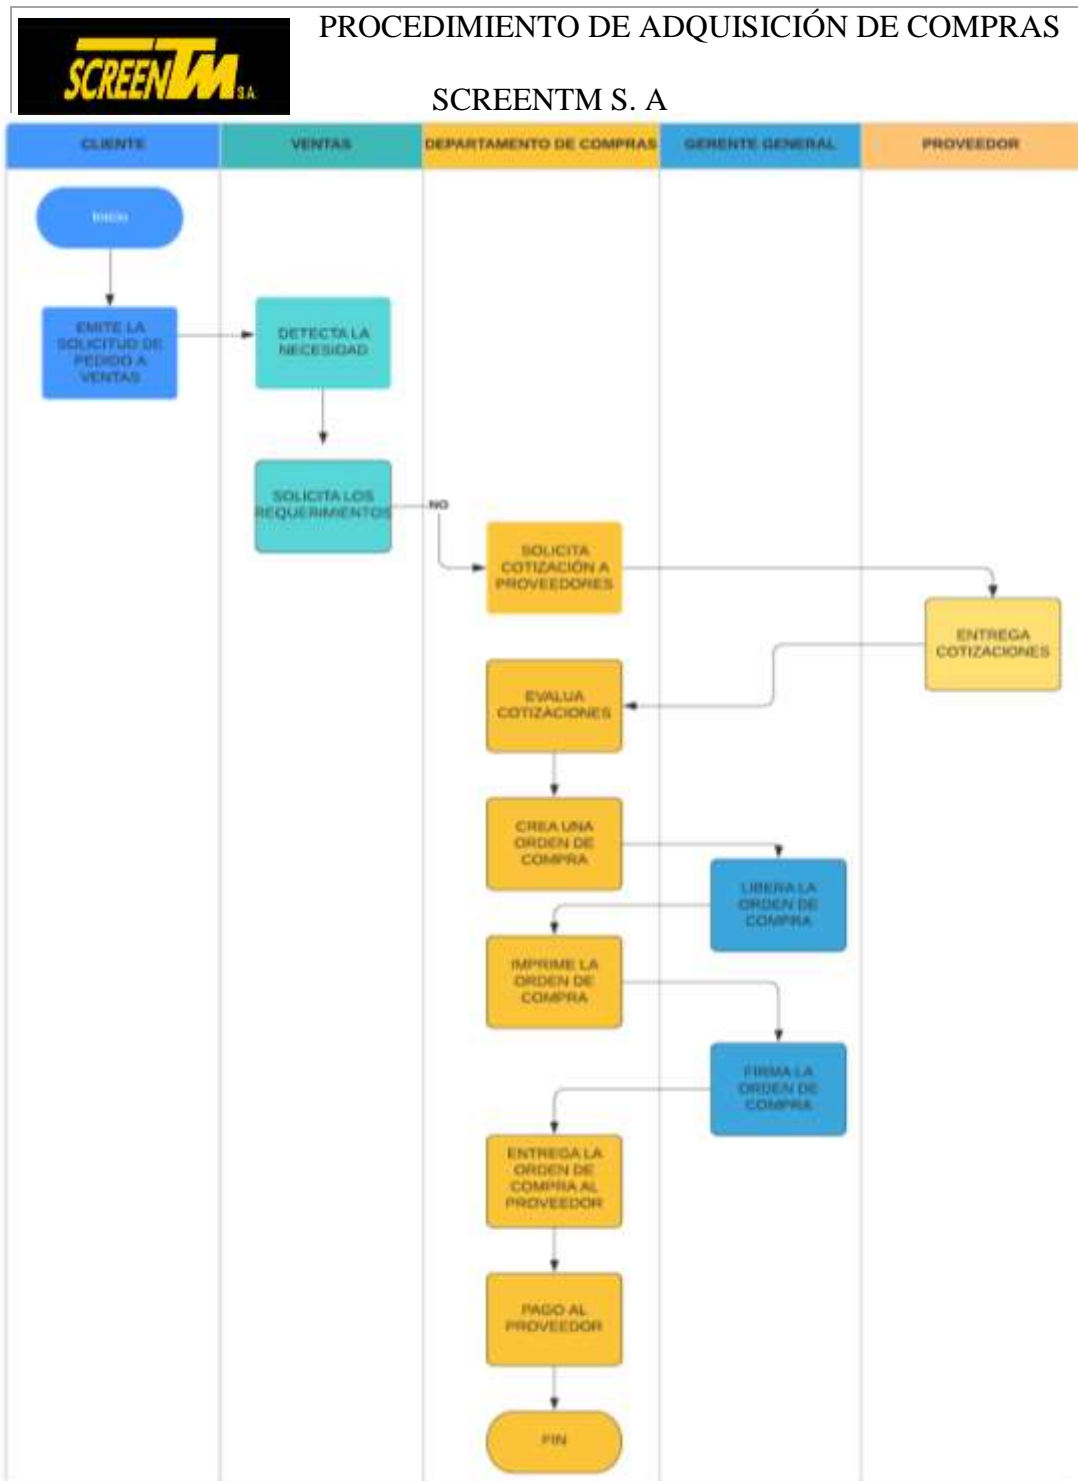 SCREENTM S.A.
PROCEDIMIENTO DE ADQUISICIÓN DE COMPRAS
SCREENTM S. A
CLIENTE
VENTAS
DEPARTAMENTO DE COMPRAS
GERENTE GENERAL
PROVEEDOR
Inicio
EMITE LA
SOLICITUD DE
PEDIDO A
VENTAS
DETECTA LA
NECESIDAD
SOLICITA LOS
REQUERIMIENTOS
NO
SOLICITA
COTIZACIÓN A
PROVEEDORES
ENTREGA
COTIZACIONES
EVALUA
COTIZACIONES
CREA UNA
ORDEN DE
COMPRA
LIBERA LA
ORDEN DE
COMPRA
IMPRIME LA
ORDEN DE
COMPRA
FIRMA LA
ORDEN DE
COMPRA
ENTREGA LA
ORDEN DE
COMPRA AL
PROVEEDOR
PAGO AL
PROVEEDOR
FIN